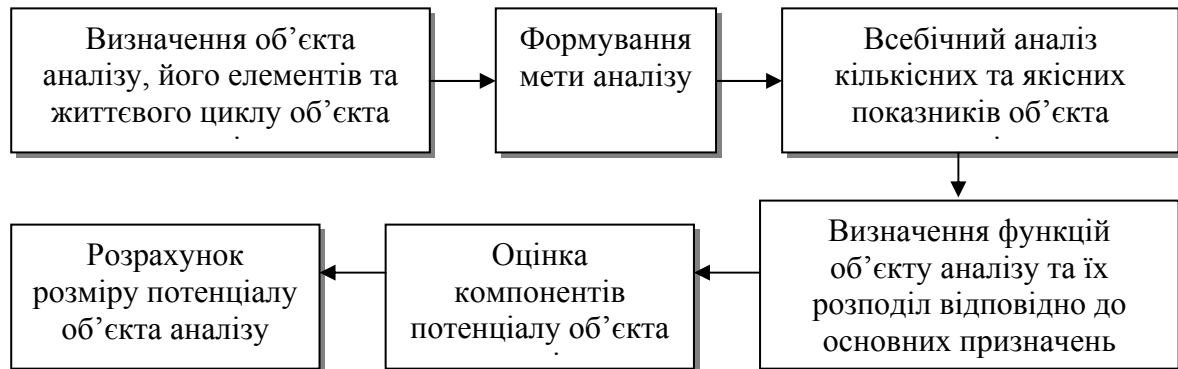 Визначення об’єкта
аналізу, його елементів та
життєвого циклу об’єкта
Формування
мети аналізу
Всебічний аналіз
кількісних та якісних
показників об’єкта
Визначення функцій
об’єкту аналізу та їх
розподіл відповідно до
основних призначень
Оцінка
компонентів
потенціалу об’єкта
Розрахунок
розміру потенціалу
об’єкта аналізу